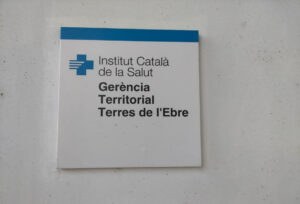 Institut Català
de la Salut
Gerència
Territorial
Terres de l'Ebre